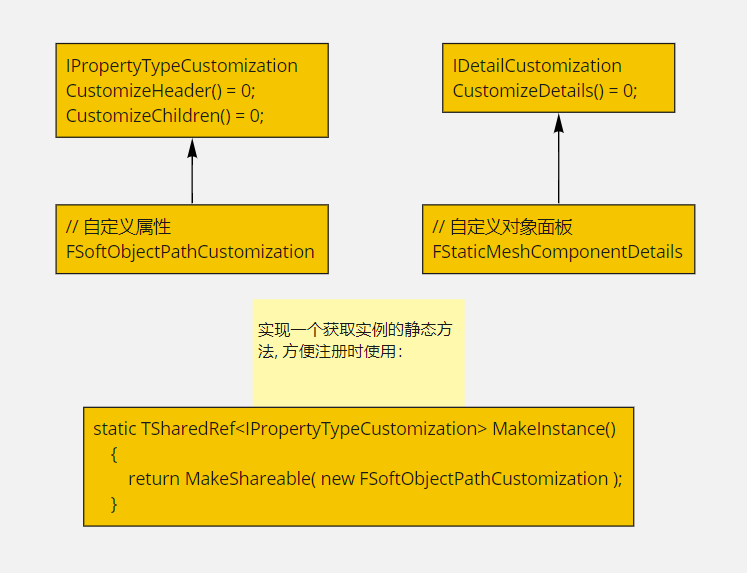 IPropertyTypeCustomization
CustomizeHeader() = 0;
CustomizeChildren() = 0;
IDetailCustomization
CustomizeDetails() = 0;
// 自定义属性
FSoftObjectPathCustomization
// 自定义对象面板
FStaticMeshComponentDetails
实现一个获取实例的静态方
法, 方便注册时使用：
static TSharedRef<IPropertyTypeCustomization> MakeInstance()
{
return MakeShareable( new FSoftObjectPathCustomization );
}